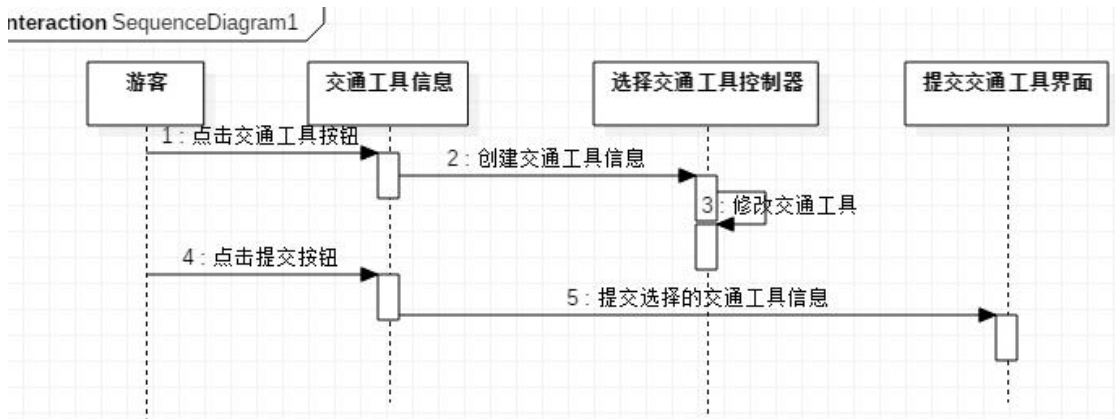 nteraction SequenceDiagram1
游客
交通工具信息
选择交通工具控制器
提交交通工具界面
1 : 点击交通工具按钮
2 : 创建交通工具信息
3 : 修改交通工具
4 : 点击提交按钮
5 : 提交选择的交通工具信息